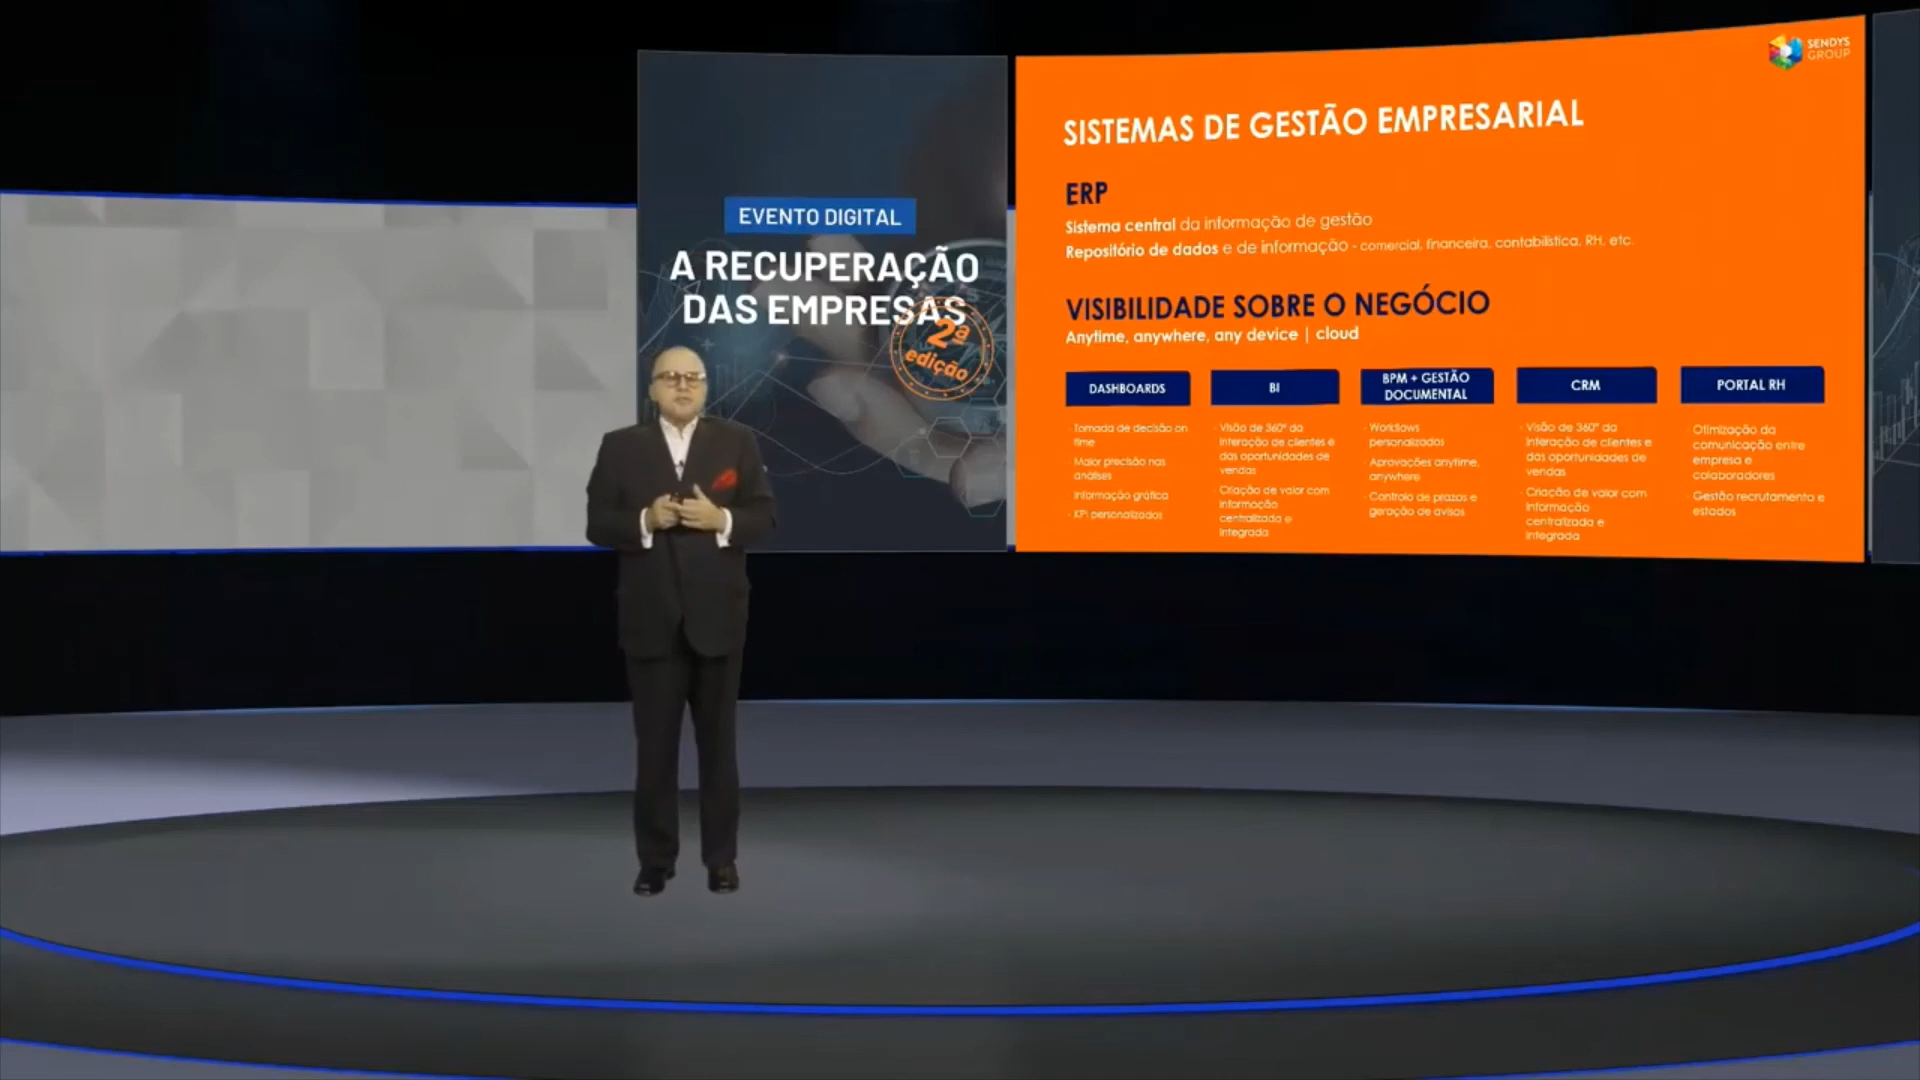 EVENTO DIGITAL
A RECUPERAÇÃO
DAS EMPRESAS
2ª
edição
SENDYS
GROUP
SISTEMAS DE GESTÃO EMPRESARIAL
ERP
Sistema central da informação de gestão
Repositório de dados e de informação - comercial, financeira, contabilística, RH, etc.
VISIBILIDADE SOBRE O NEGÓCIO
Anytime, anywhere, any device | cloud
DASHBOARDS
· Tomada de decisão on
time
· Maior precisão nas
análises
· Informação gráfica
· KPI personalizados
BI
· Visão de 360º da
interação de clientes e
das oportunidades de
vendas
· Criação de valor com
informação
centralizada e
integrada
BPM + GESTÃO
DOCUMENTAL
· Workflows
personalizados
· Aprovações anytime,
anywhere
· Controlo de prazos e
geração de avisos
CRM
· Visão de 360º da
interação de clientes e
das oportunidades de
vendas
· Criação de valor com
informação
centralizada e
integrada
PORTAL RH
· Otimização da
comunicação entre
empresa e
colaboradores
· Gestão recrutamento e
estados